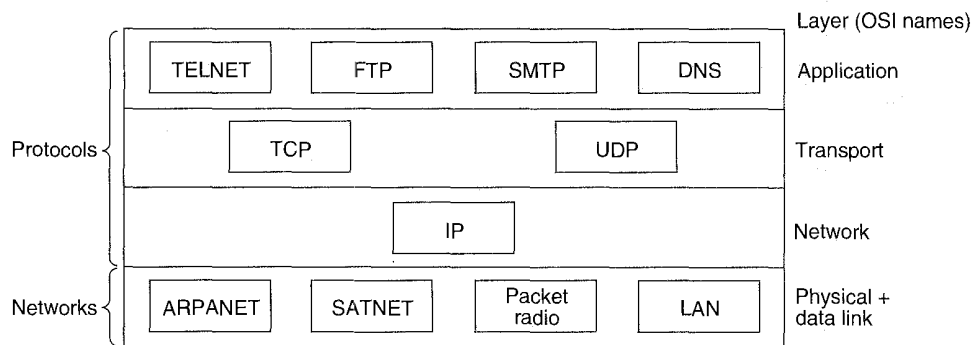 Layer (OSI names)
TELNET FTP SMTP DNS Application
Protocols TCP UDP Transport
IP Network
Networks ARPANET SATNET Packet radio LAN Physical + data link